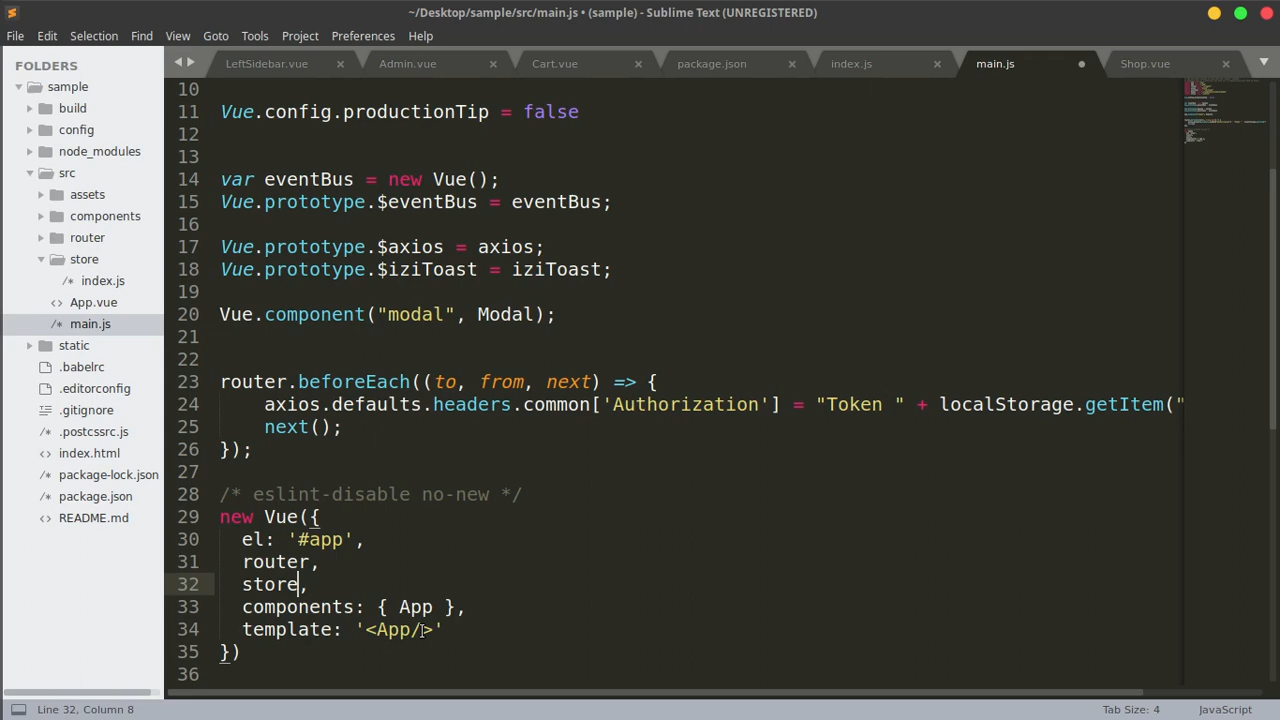 ~/Desktop/sample/src/main.js • (sample) - Sublime Text (UNREGISTERED)
File Edit Selection Find View Goto Tools Project Preferences Help
FOLDERS
sample
build
config
node_modules
src
assets
components
router
store
index.js
App.vue
main.js
static
.babelrc
.editorconfig
.gitignore
.postcssrc.js
index.html
package-lock.json
package.json
README.md
LeftSidebar.vue Admin.vue Cart.vue package.json index.js main.js Shop.vue
10
11 Vue.config.productionTip = false
12
13
14 var eventBus = new Vue();
15 Vue.prototype.$eventBus = eventBus;
16
17 Vue.prototype.$axios = axios;
18 Vue.prototype.$iziToast = iziToast;
19
20 Vue.component("modal", Modal);
21
22
23 router.beforeEach((to, from, next) => {
24 axios.defaults.headers.common['Authorization'] = "Token " + localStorage.getItem("
25 next();
26 });
27
28 /* eslint-disable no-new */
29 new Vue({
30 el: '#app',
31 router,
32 store,
33 components: { App },
34 template: '<App/>'
35 })
36
Line 32, Column 8
Tab Size: 4
JavaScript